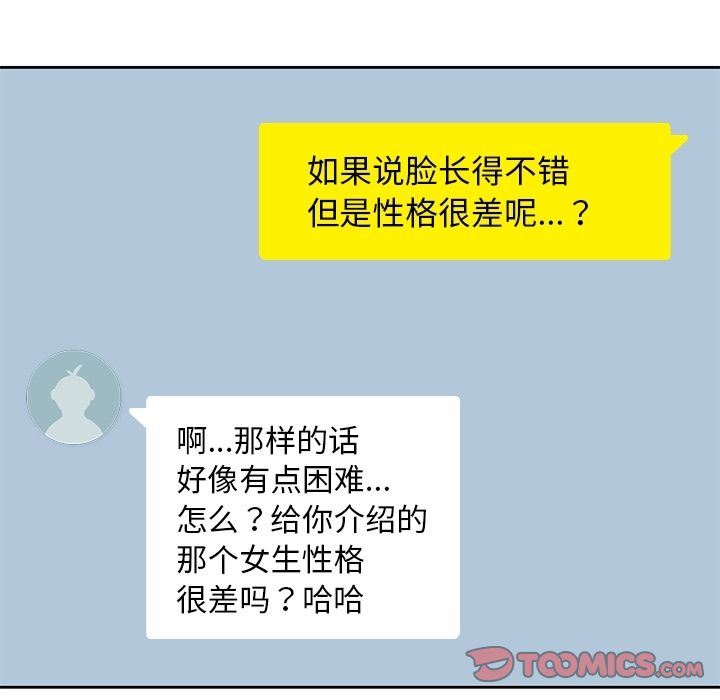 如果说脸长得不错
但是性格很差呢...？
啊...那样的话
好像有点困难...
怎么？给你介绍的
那个女生性格
很差吗？哈哈
TOOMICS.com